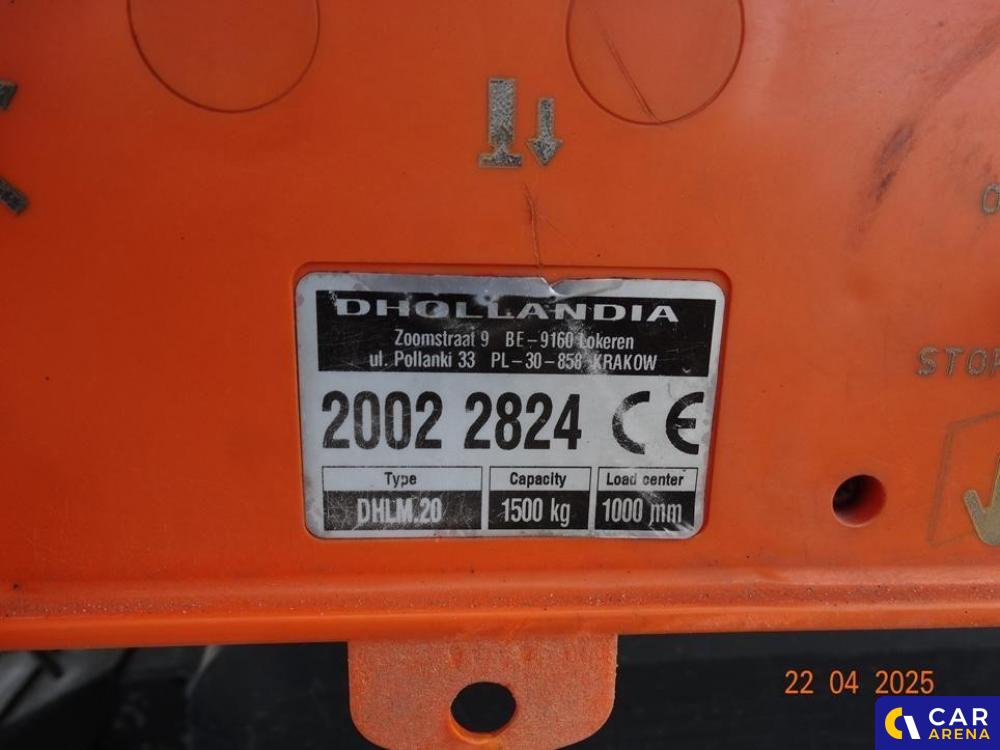 DHOLLANDIA
Zoomstraat 9 BE-9160 Lokeren
ul. Pollanki 33 PL-30-858 KRAKOW
2002 2824 CE
Type Capacity Load center
DHLM.20 1500 kg 1000 mm
STOP
22 04 2025
CAR
ARENA